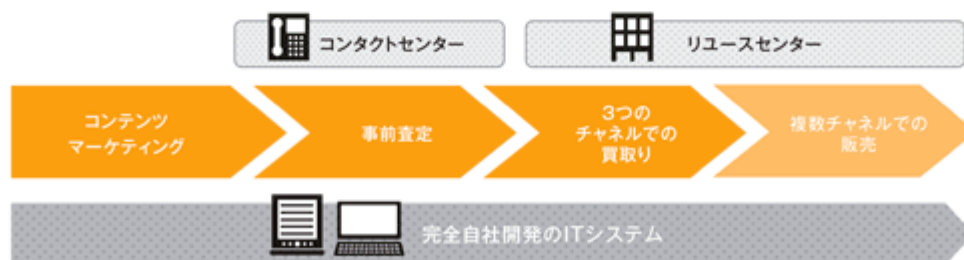 コンタクトセンター
リユースセンター
コンテンツ
マーケティング
事前査定
3つの
チャネルでの
買取り
複数チャネルでの
販売
完全自社開発のITシステム